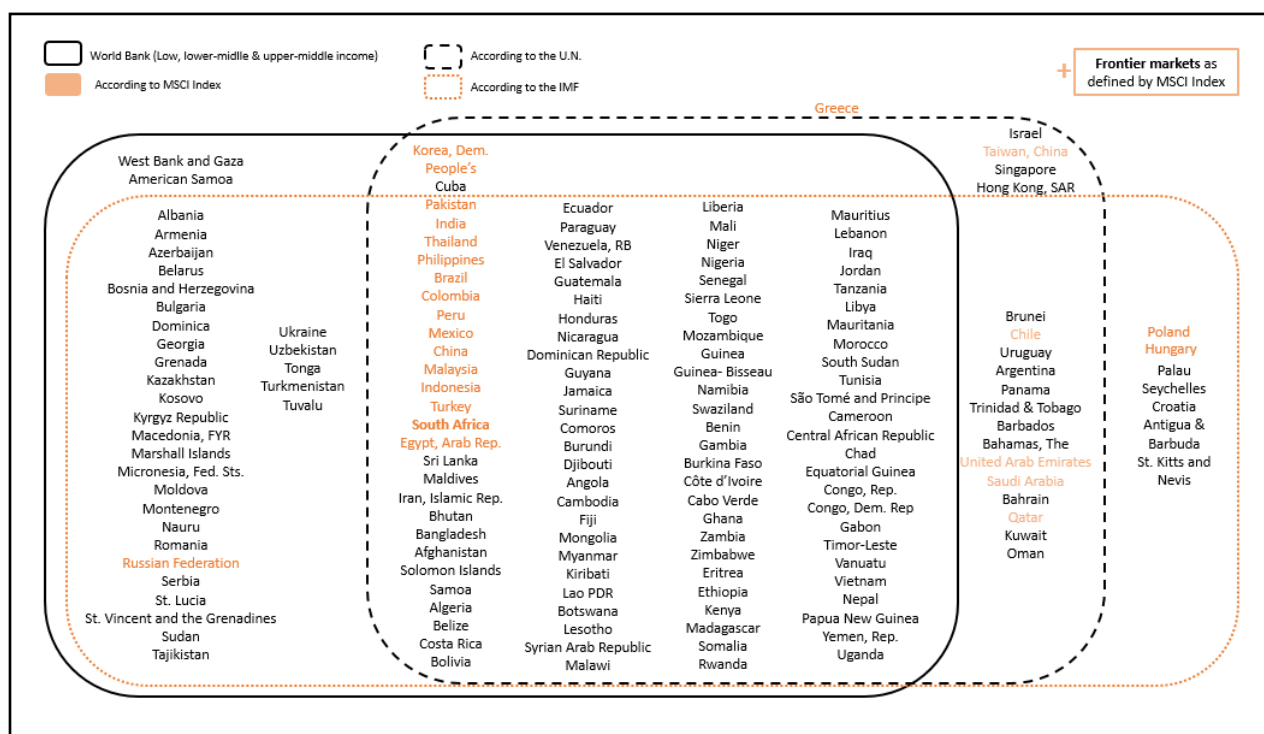 World Bank (Low, lower-midlle & upper-middle income)
According to the U.N.
According to MSCI Index
According to the IMF
+
Frontier markets as
defined by MSCI Index
Greece
West Bank and Gaza
American Samoa
Albania
Armenia
Azerbaijan
Belarus
Bosnia and Herzegovina
Bulgaria
Dominica
Georgia
Grenada
Kazakhstan
Kosovo
Kyrgyz Republic
Macedonia, FYR
Marshall Islands
Micronesia, Fed. Sts.
Moldova
Montenegro
Nauru
Romania
Russian Federation
Serbia
St. Lucia
St. Vincent and the Grenadines
Sudan
Tajikistan
Ukraine
Uzbekistan
Tonga
Turkmenistan
Tuvalu
Korea, Dem.
People's
Cuba
Pakistan
India
Thailand
Philippines
Brazil
Colombia
Peru
Mexico
China
Malaysia
Indonesia
Turkey
South Africa
Egypt, Arab Rep.
Sri Lanka
Maldives
Iran, Islamic Rep.
Bhutan
Bangladesh
Afghanistan
Solomon Islands
Samoa
Algeria
Belize
Costa Rica
Bolivia
Ecuador
Paraguay
Venezuela, RB
El Salvador
Guatemala
Haiti
Honduras
Nicaragua
Dominican Republic
Guyana
Jamaica
Suriname
Comoros
Burundi
Djibouti
Angola
Cambodia
Fiji
Mongolia
Myanmar
Kiribati
Lao PDR
Botswana
Lesotho
Syrian Arab Republic
Malawi
Liberia
Mali
Niger
Nigeria
Senegal
Sierra Leone
Togo
Mozambique
Guinea
Guinea- Bisseau
Namibia
Swaziland
Benin
Gambia
Burkina Faso
Côte d'Ivoire
Cabo Verde
Ghana
Zambia
Zimbabwe
Eritrea
Ethiopia
Kenya
Madagascar
Somalia
Rwanda
Mauritius
Lebanon
Iraq
Jordan
Tanzania
Libya
Mauritania
Morocco
South Sudan
Tunisia
São Tomé and Principe
Cameroon
Central African Republic
Chad
Equatorial Guinea
Congo, Rep.
Congo, Dem. Rep
Gabon
Timor-Leste
Vanuatu
Vietnam
Nepal
Papua New Guinea
Yemen, Rep.
Uganda
Israel
Taiwan, China
Singapore
Hong Kong, SAR
Brunei
Chile
Uruguay
Argentina
Panama
Trinidad & Tobago
Barbados
Bahamas, The
United Arab Emirates
Saudi Arabia
Bahrain
Qatar
Kuwait
Oman
Poland
Hungary
Palau
Seychelles
Croatia
Antigua &
Barbuda
St. Kitts and
Nevis